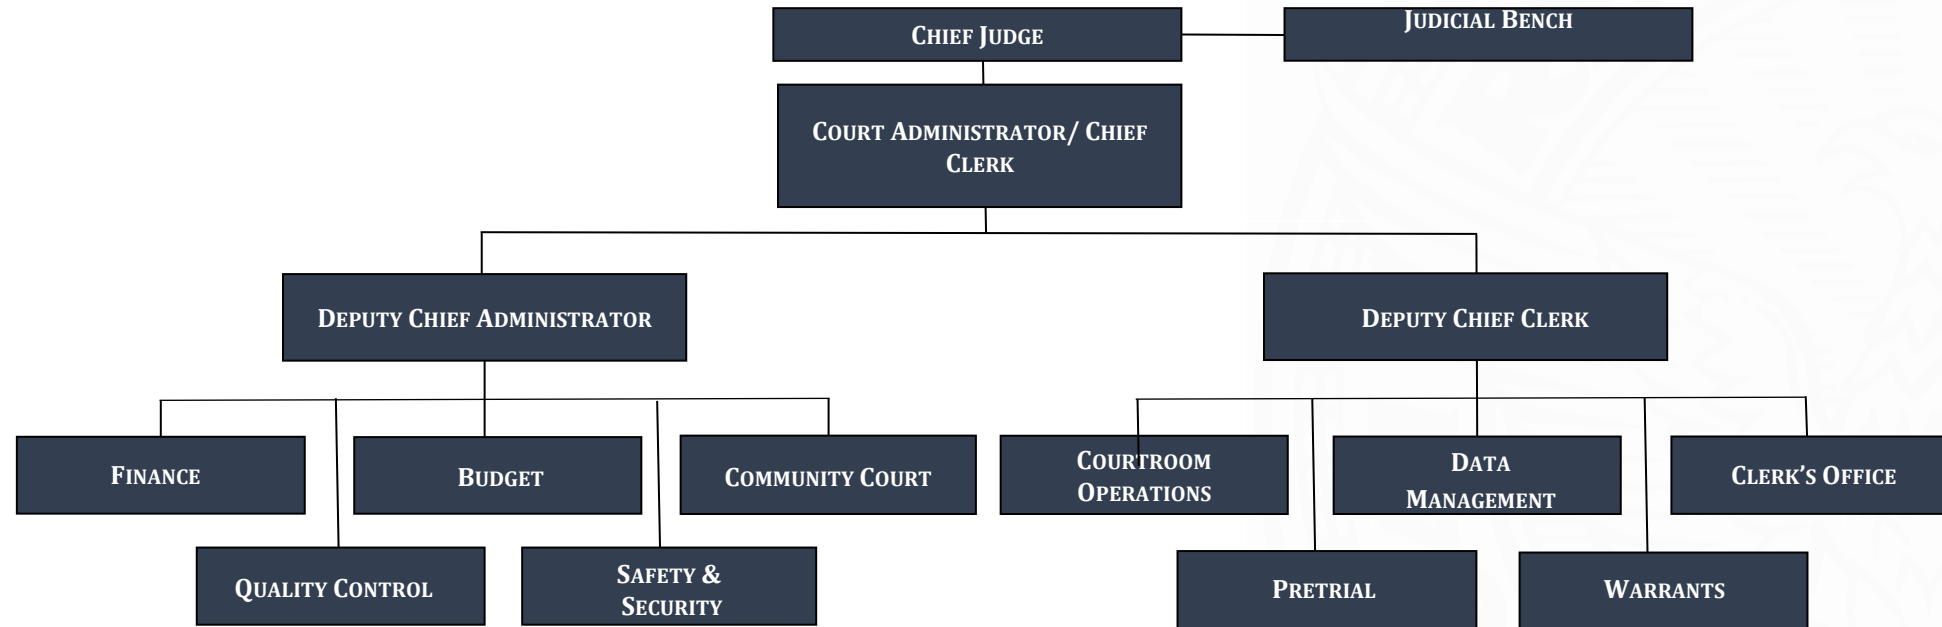 CHIEF JUDGE
JUDICIAL BENCH
COURT ADMINISTRATOR/ CHIEF
CLERK
DEPUTY CHIEF ADMINISTRATOR
DEPUTY CHIEF CLERK
FINANCE
BUDGET
COMMUNITY COURT
COURTROOM
OPERATIONS
DATA
MANAGEMENT
CLERK’S OFFICE
QUALITY CONTROL
SAFETY &
SECURITY
PRETRIAL
WARRANTS